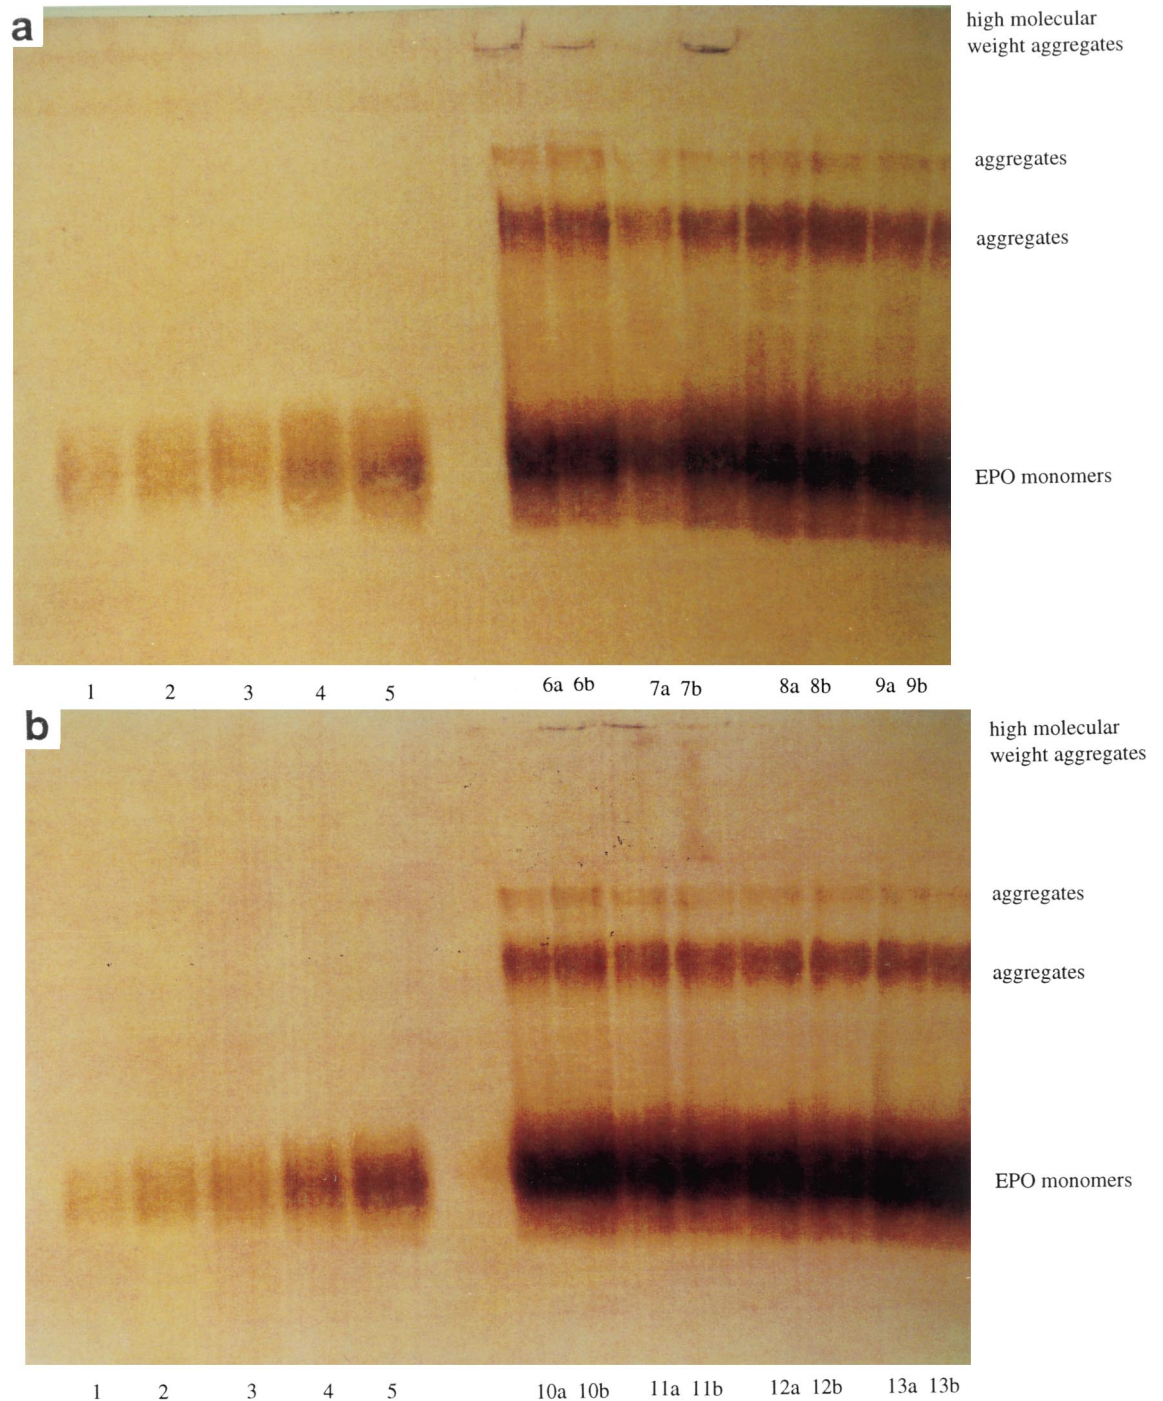 a
high molecular
weight aggregates
aggregates
aggregates
EPO monomers
1 2 3 4 5 6a 6b 7a 7b 8a 8b 9a 9b
b
high molecular
weight aggregates
aggregates
aggregates
EPO monomers
1 2 3 4 5 10a 10b 11a 11b 12a 12b 13a 13b